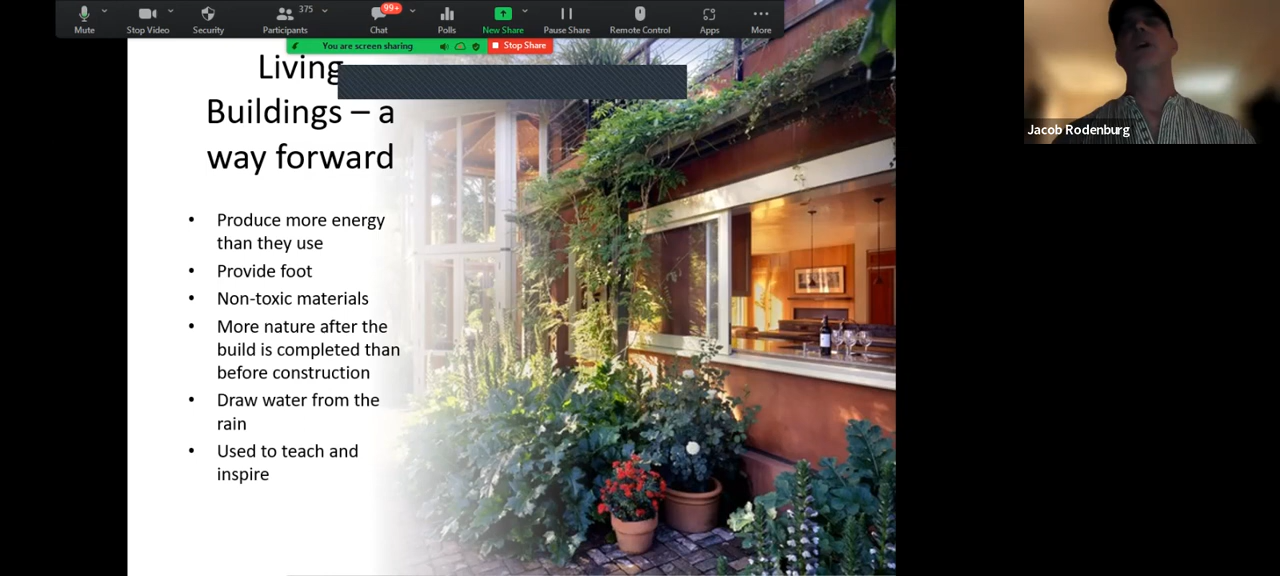 Mute
Stop Video
Security
375
Participants
99+
Chat
Polls
New Share
Pause Share
Remote Control
Apps
More
You are screen sharing
Stop Share
Living
Buildings – a
way forward
• Produce more energy
than they use
• Provide foot
• Non-toxic materials
• More nature after the
build is completed than
before construction
• Draw water from the
rain
• Used to teach and
inspire
Jacob Rodenburg